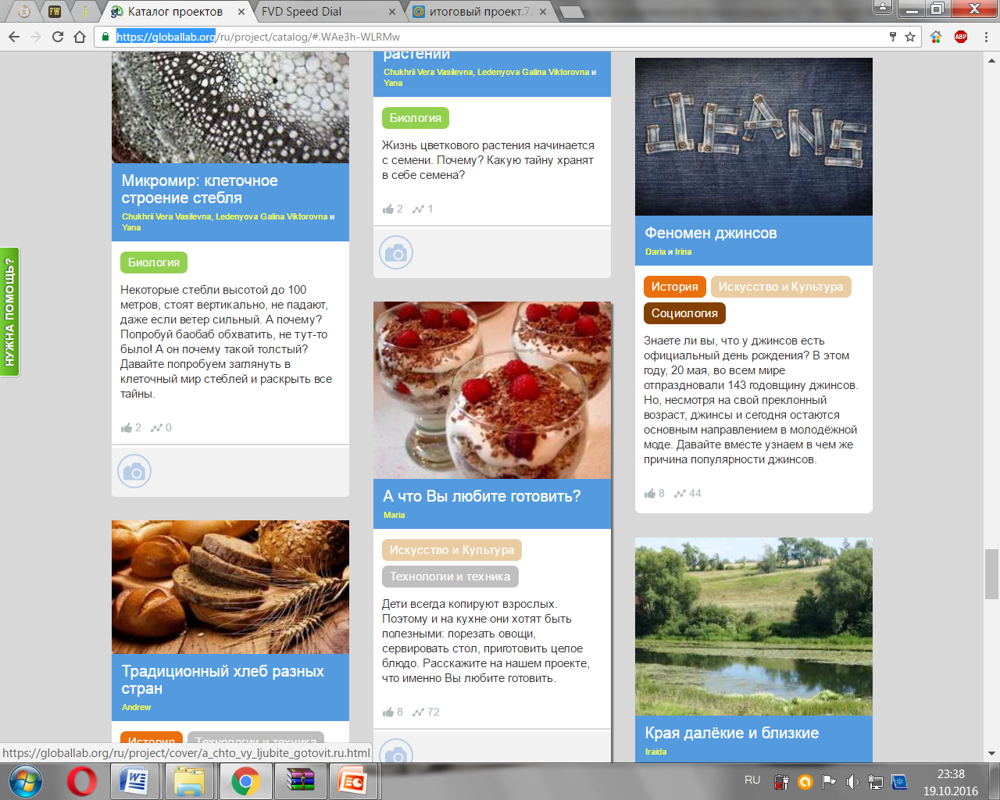 Каталог проектов
FVD Speed Dial
итоговый проект.7
https://globallab.org/ru/project/catalog/#.WAe3h-WLRMw
ABP
НУЖНА ПОМОЩЬ?
Микромир: клеточное
строение стебля
Chukhrii Vera Vasilevna, Ledenyova Galina Viktorovna и
Yana
Биология
Некоторые стебли высотой до 100
метров, стоят вертикально, не падают,
даже если ветер сильный. А почему?
Попробуй баобаб обхватить, не тут-то
было! А он почему такой толстый?
Давайте попробуем заглянуть в
клеточный мир стеблей и раскрыть все
тайны.
2 0
Традиционный хлеб разных
стран
Andrew
История Технологии и техника
растений
Chukhrii Vera Vasilevna, Ledenyova Galina Viktorovna и
Yana
Биология
Жизнь цветкового растения начинается
с семени. Почему? Какую тайну хранят
в себе семена?
2 1
А что Вы любите готовить?
Maria
Искусство и Культура
Технологии и техника
Дети всегда копируют взрослых.
Поэтому и на кухне они хотят быть
полезными: порезать овощи,
сервировать стол, приготовить целое
блюдо. Расскажите на нашем проекте,
что именно Вы любите готовить.
8 72
JEANS
Феномен джинсов
Daria и Irina
История Искусство и Культура
Социология
Знаете ли вы, что у джинсов есть
официальный день рождения? В этом
году, 20 мая, во всем мире
отпраздновали 143 годовщину джинсов.
Но, несмотря на свой преклонный
возраст, джинсы и сегодня остаются
основным направлением в молодёжной
моде. Давайте вместе узнаем в чем же
причина популярности джинсов.
8 44
Края далёкие и близкие
Iraida
https://globallab.org/ru/project/cover/a_chto_vy_ljubite_gotovit.ru.html
RU
23:38
19.10.2016